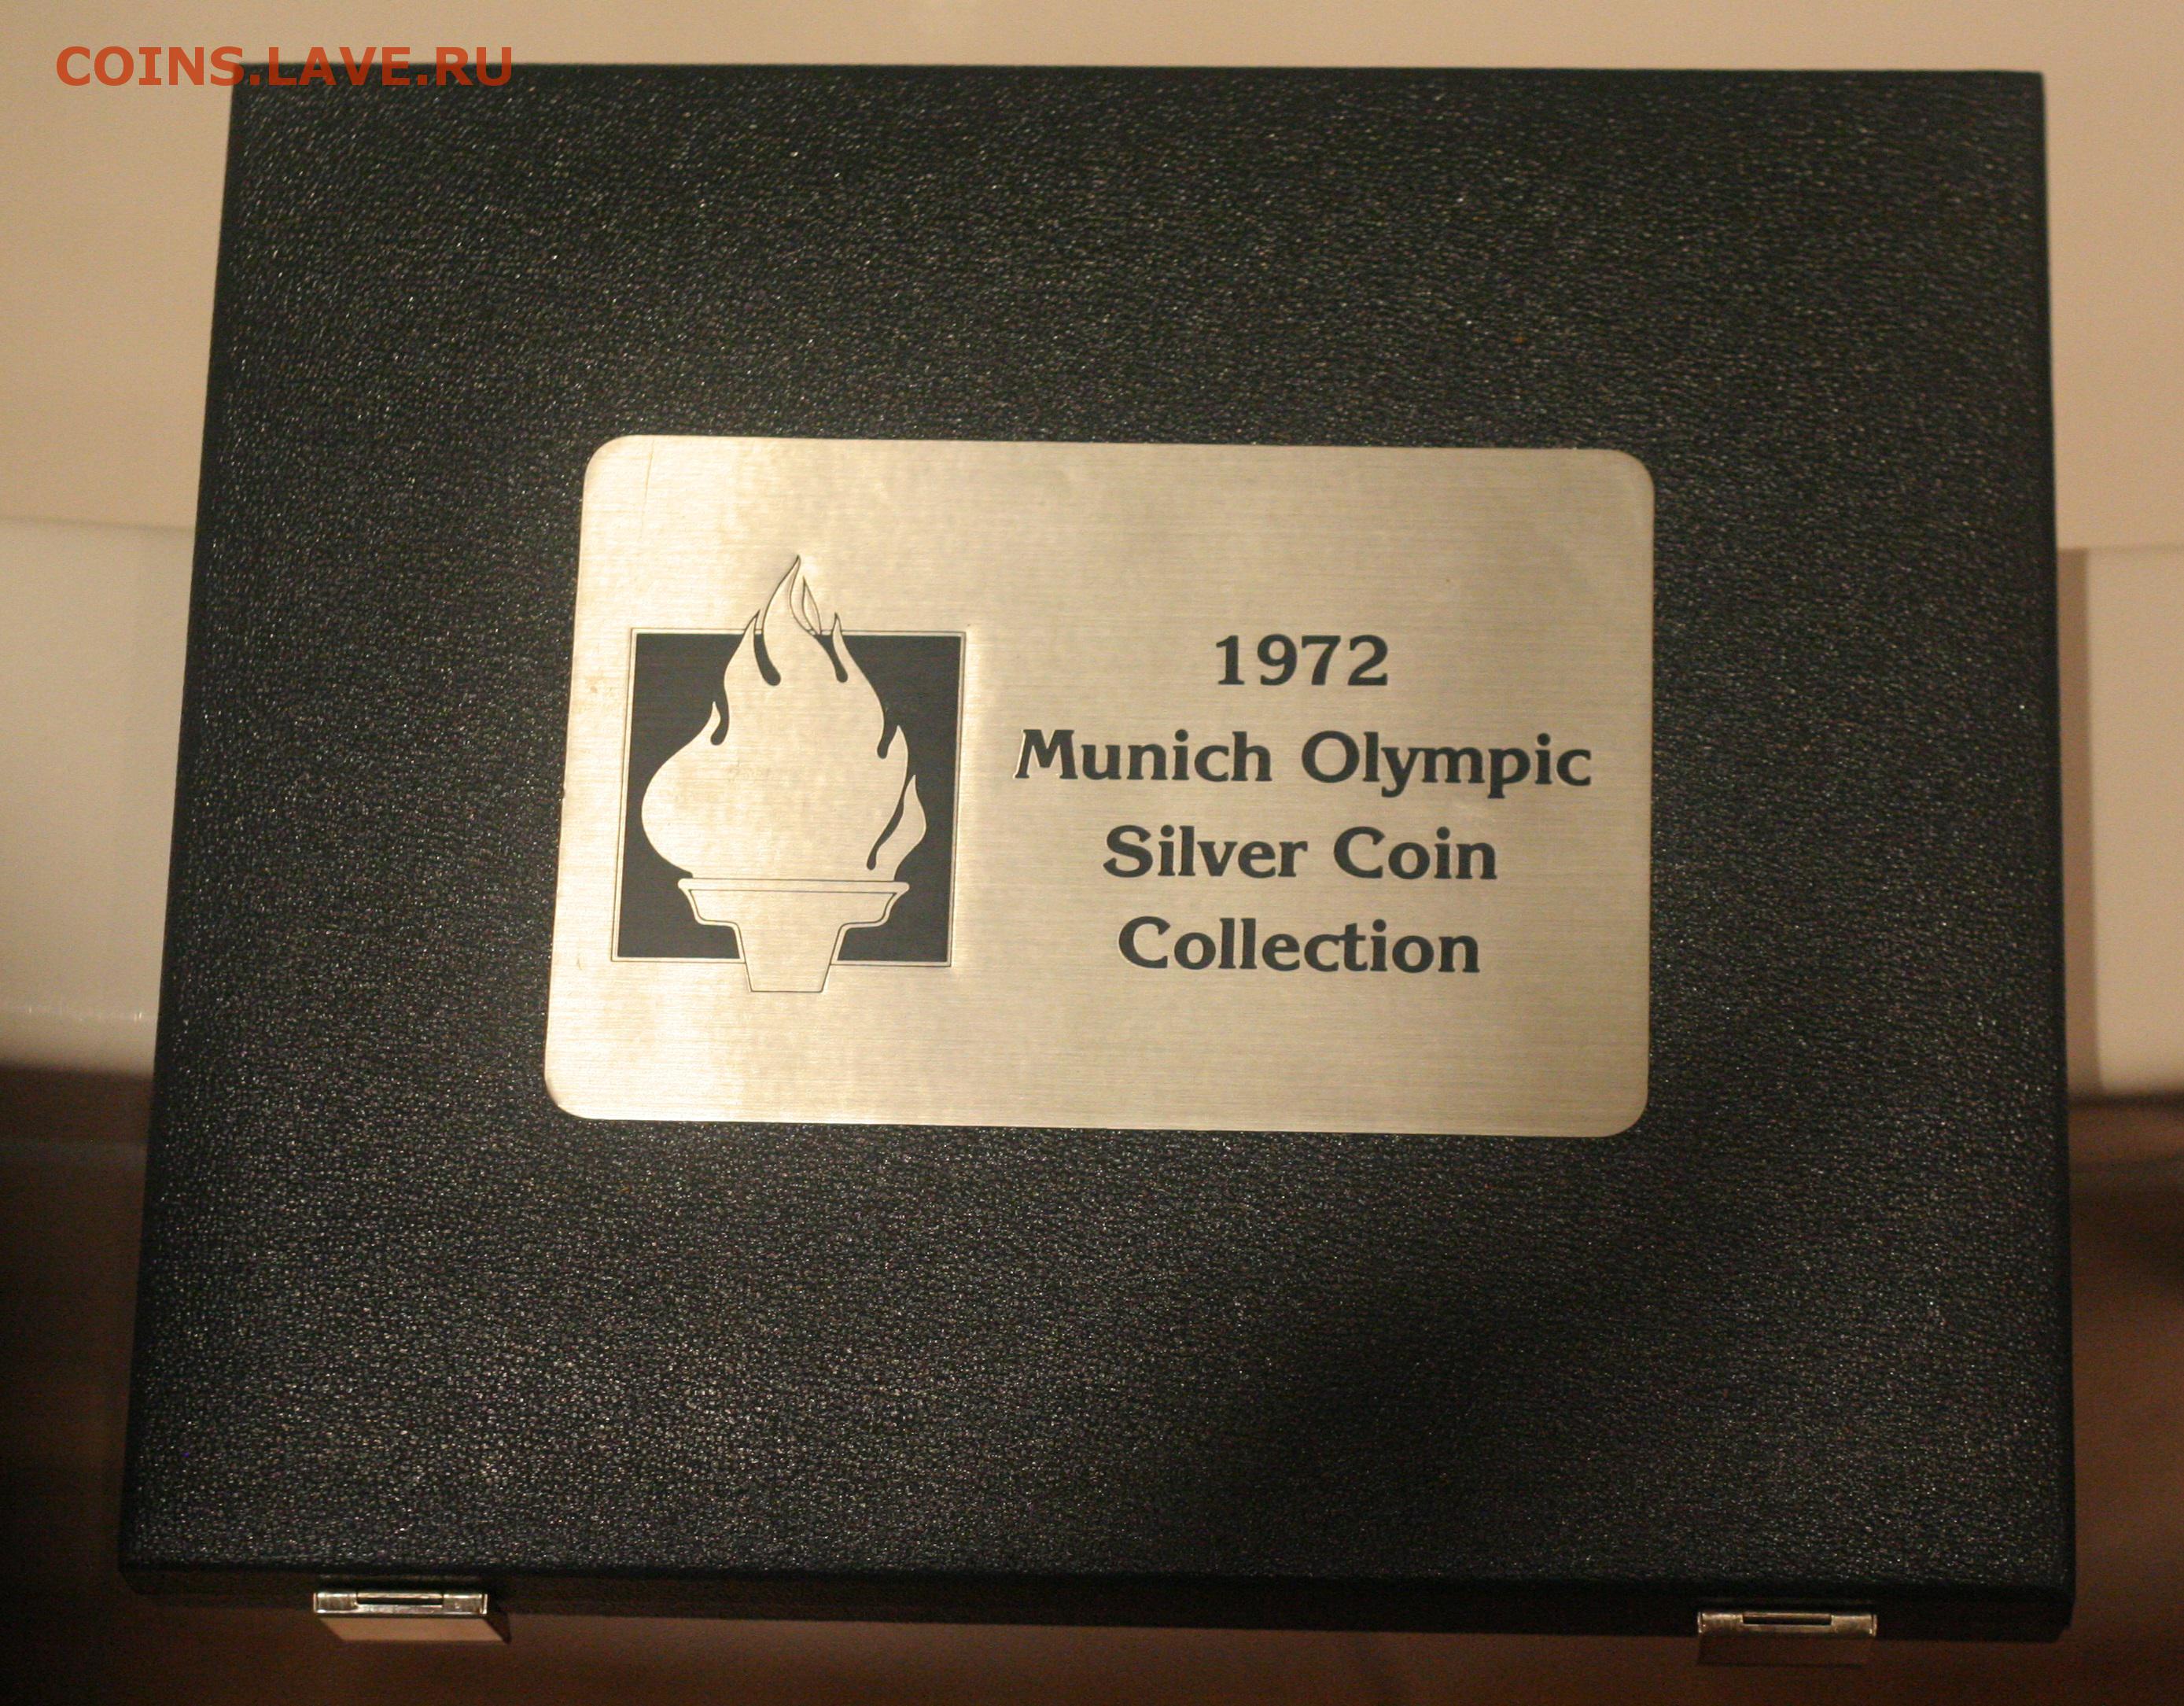 COINS.LAVE.RU
1972
Munich Olympic
Silver Coin
Collection